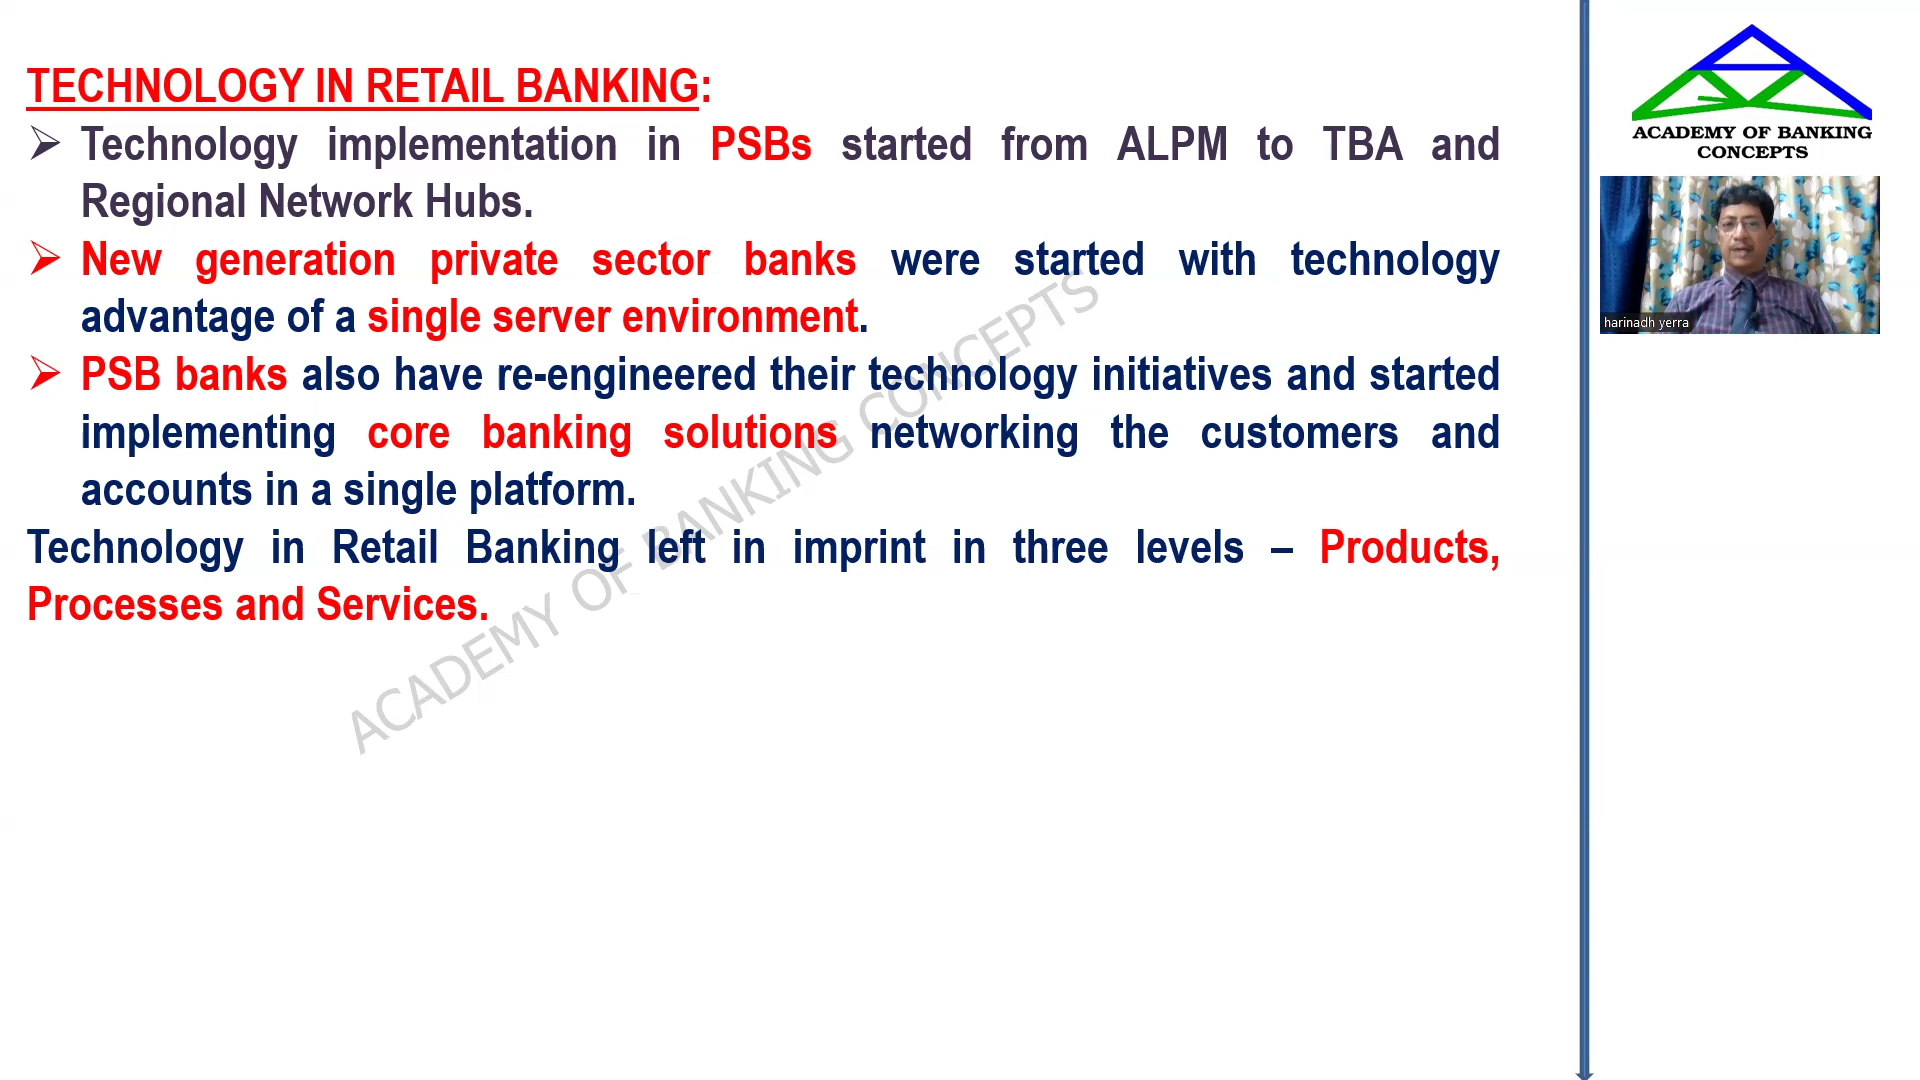 TECHNOLOGY IN RETAIL BANKING:
Technology implementation in PSBs started from ALPM to TBA and
Regional Network Hubs.
New generation private sector banks were started with technology
advantage of a single server environment.
PSB banks also have re-engineered their technology initiatives and started
implementing core banking solutions networking the customers and
accounts in a single platform.
Technology in Retail Banking left in imprint in three levels – Products,
Processes and Services.
ACADEMY OF BANKING CONCEPTS
ACADEMY OF BANKING
CONCEPTS
harinadh yerra